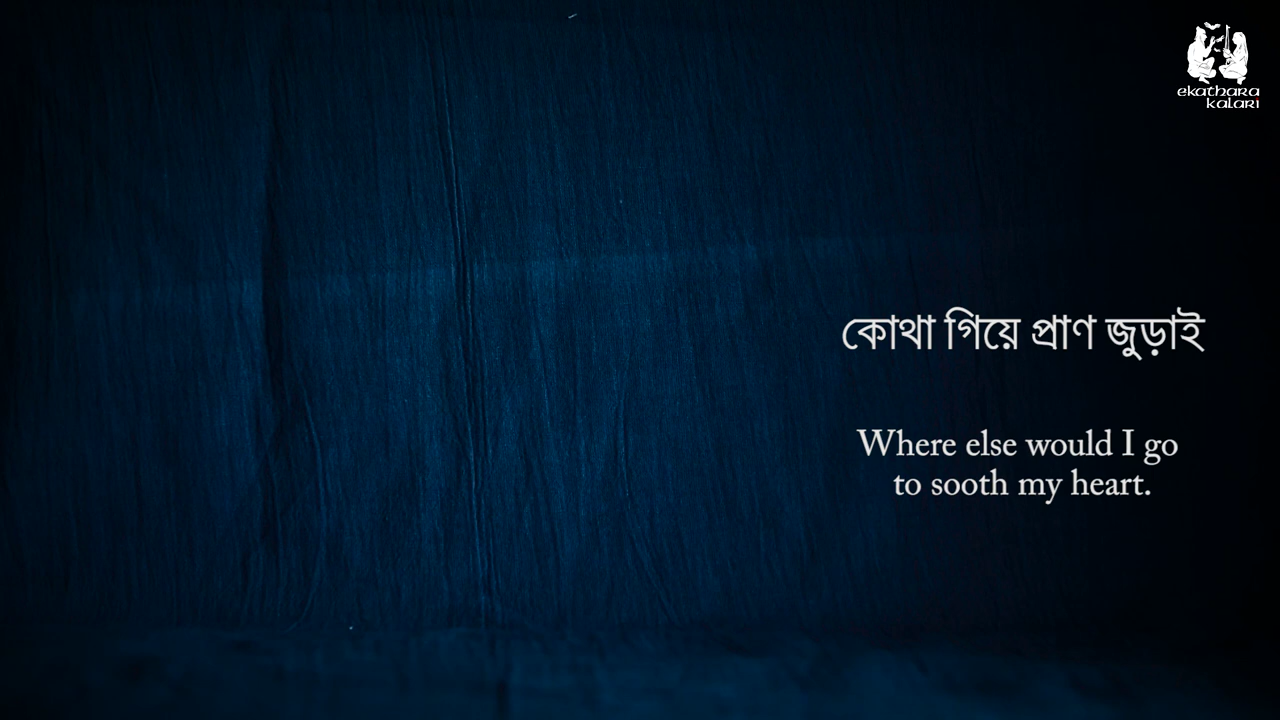 ekathara
kalari
কোথা গিয়ে প্রাণ জুড়াই
Where else would I go
to sooth my heart.